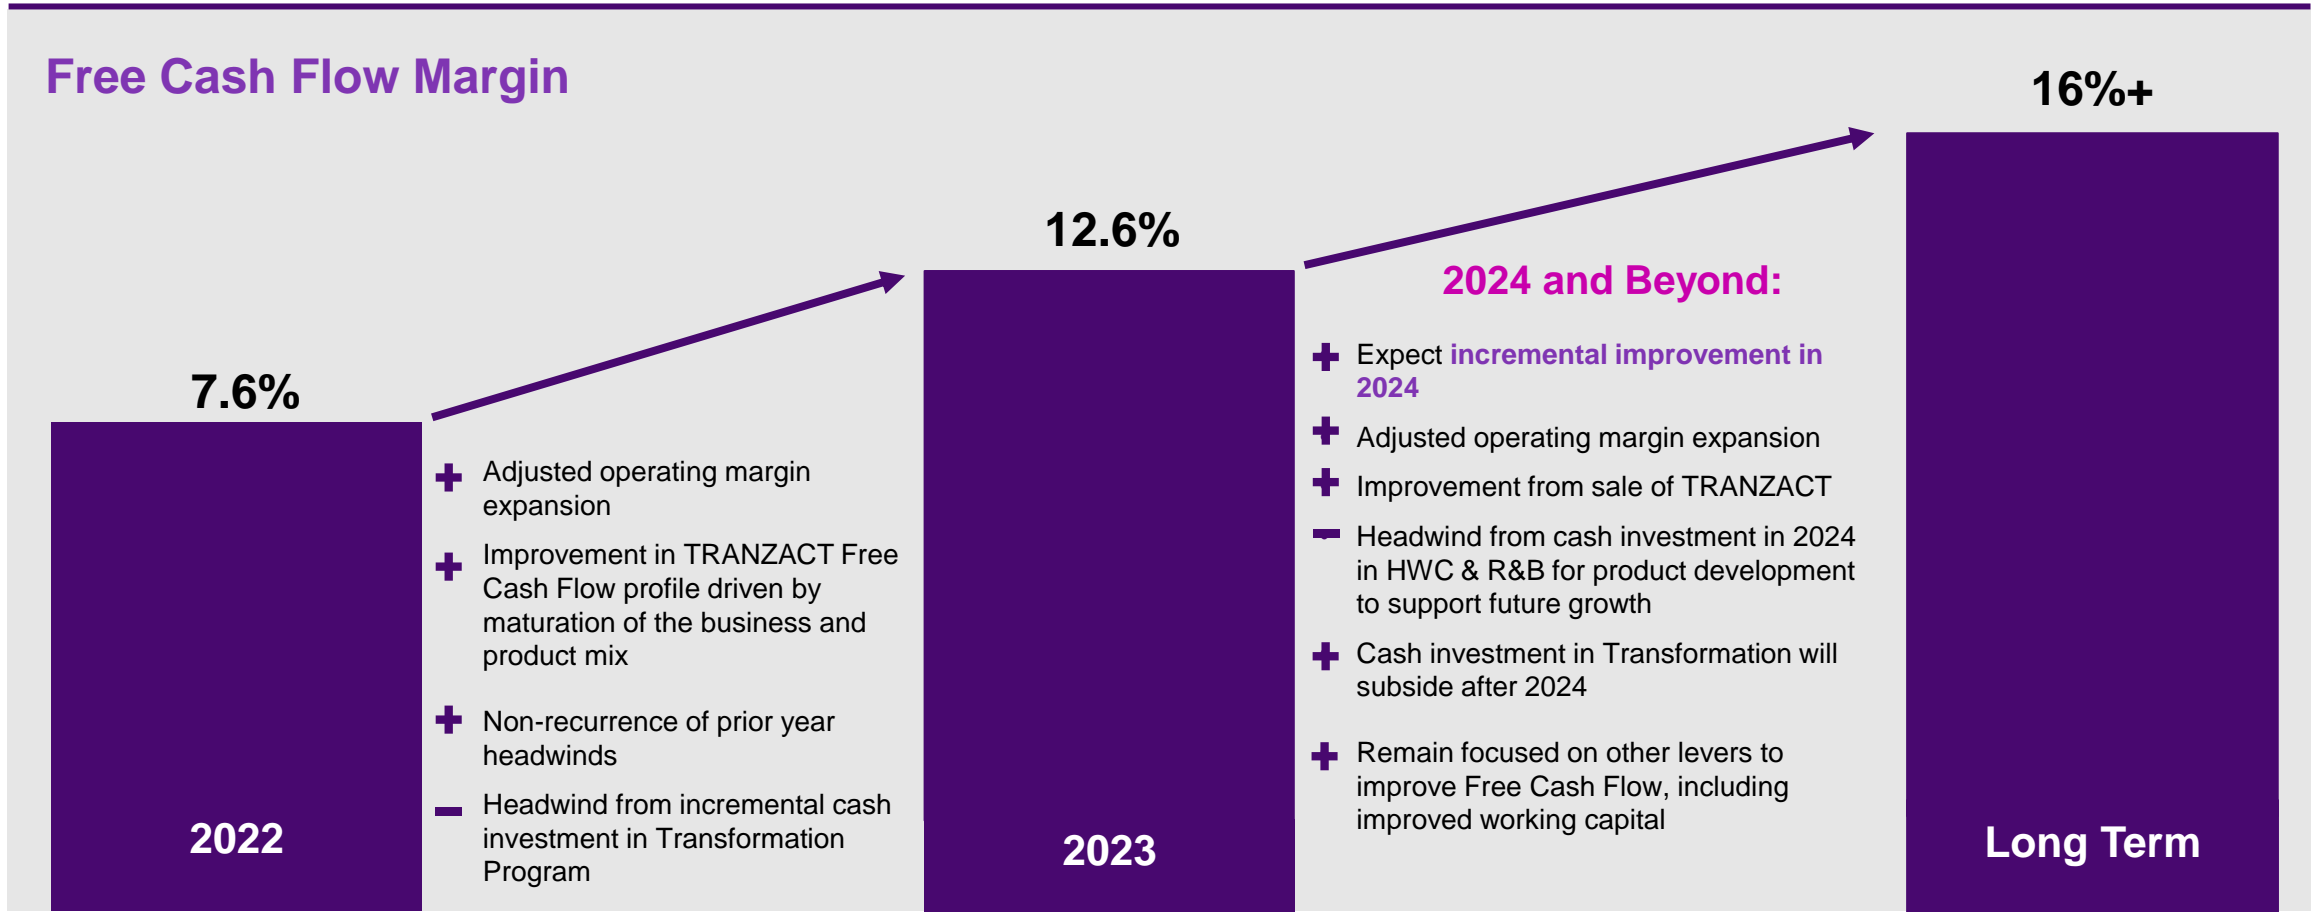 Free Cash Flow Margin
7.6%
2022
Adjusted operating margin
expansion
Improvement in TRANZACT Free
Cash Flow profile driven by
maturation of the business and
product mix
Non-recurrence of prior year
headwinds
Headwind from incremental cash
investment in Transformation
Program
12.6%
2023
2024 and Beyond:
Expect incremental improvement in
2024
Adjusted operating margin expansion
Improvement from sale of TRANZACT
Headwind from cash investment in 2024
in HWC & R&B for product development
to support future growth
Cash investment in Transformation will
subside after 2024
Remain focused on other levers to
improve Free Cash Flow, including
improved working capital
16%+
Long Term